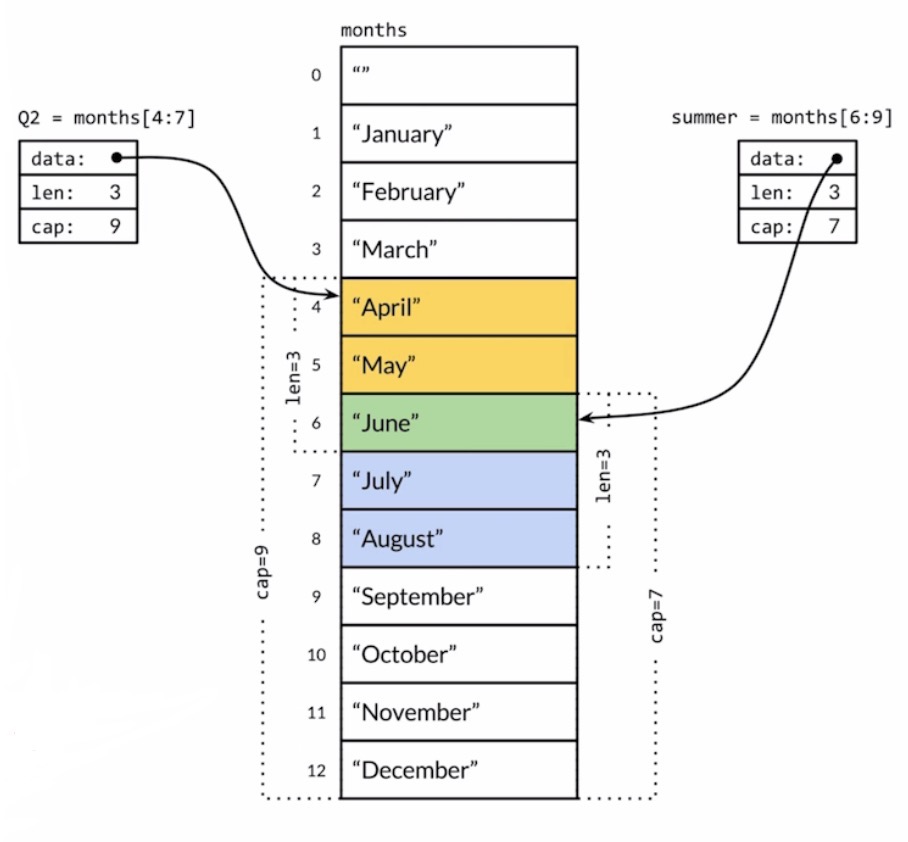 months
0 “”
Q2 = months[4:7]
summer = months[6:9]
1 “January”
data:
data:
len: 3
2 “February”
len: 3
cap: 9
cap: 7
3 “March”
4 “April”
len=3
5 “May”
6 “June”
len=3
7 “July”
8 “August”
cap=9
9 “September”
cap=7
10 “October”
11 “November”
12 “December”